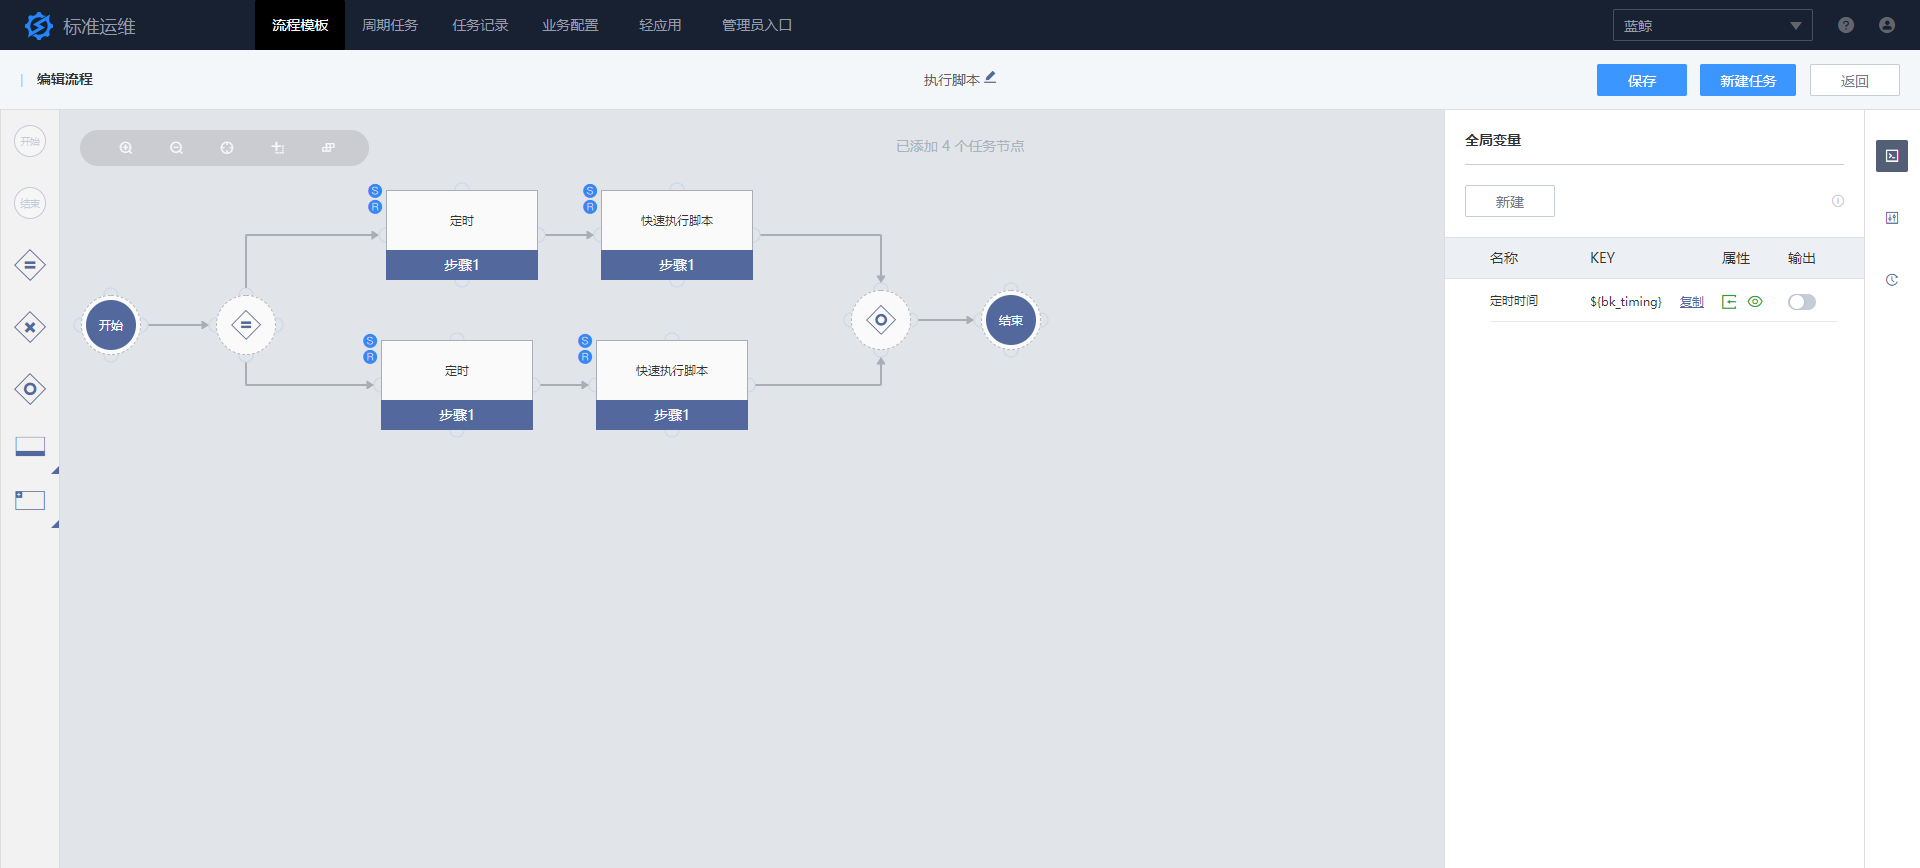 标准运维
流程模板 周期任务 任务记录 业务配置 轻应用 管理员入口
蓝鲸
编辑流程
执行脚本
保存 新建任务 返回
开始
结束
已添加 4 个任务节点
S
R
定时
步骤1
S
R
快速执行脚本
步骤1
开始
结束
S
R
定时
步骤1
S
R
快速执行脚本
步骤1
全局变量
新建
名称 KEY 属性 输出
定时时间 ${bk_timing} 复制